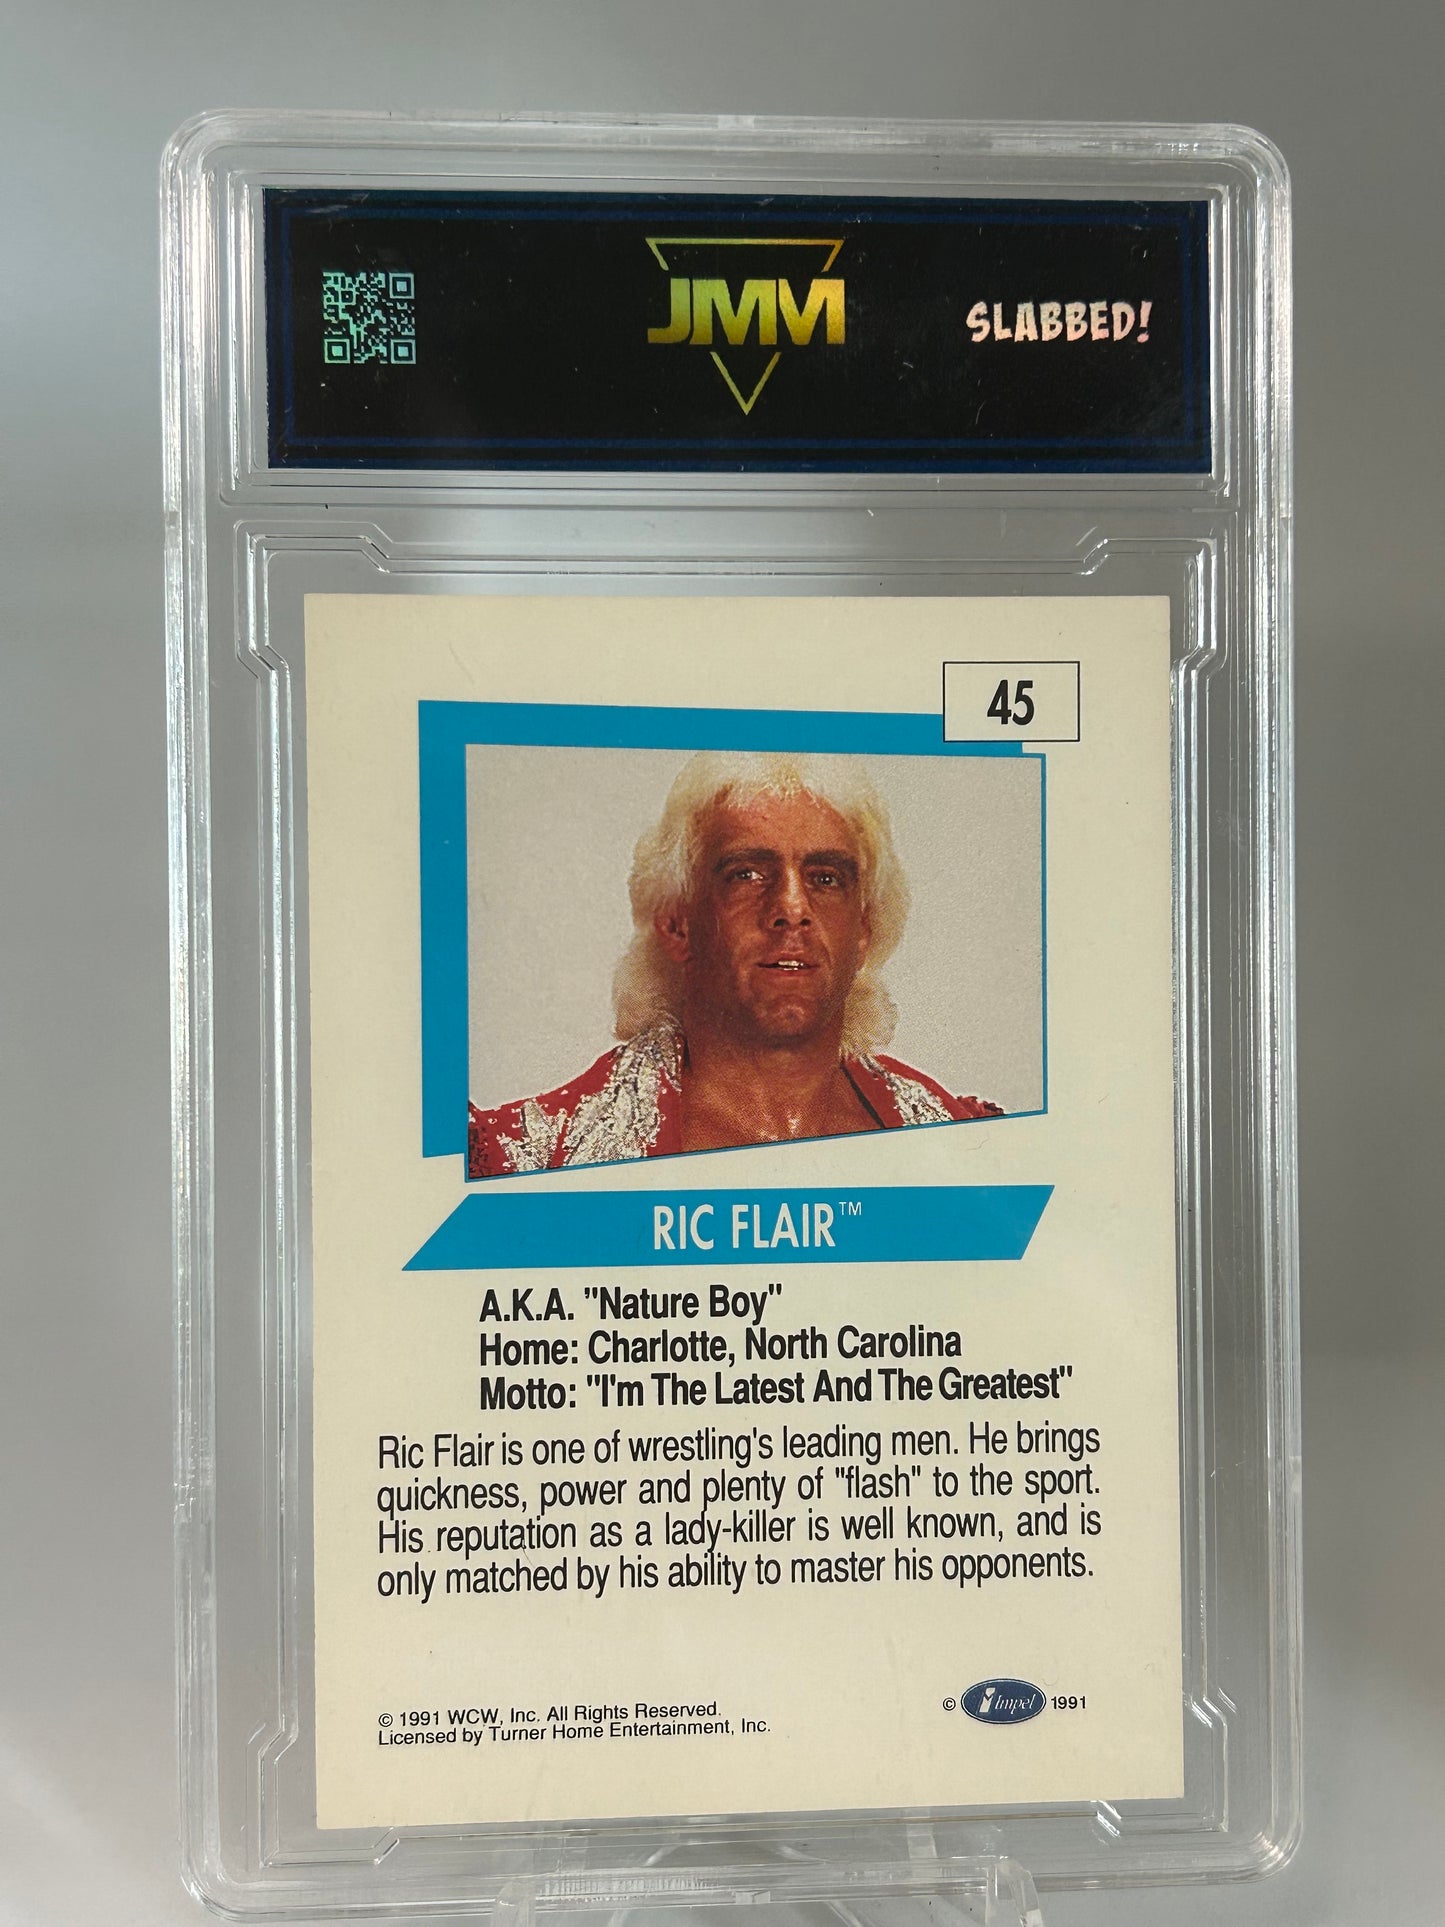 JMM
SLABBED!
45
RIC FLAIR™
A.K.A. "Nature Boy"
Home: Charlotte, North Carolina
Motto: "I'm The Latest And The Greatest"
Ric Flair is one of wrestling's leading men. He brings
quickness, power and plenty of "flash" to the sport.
His reputation as a lady-killer is well known, and is
only matched by his ability to master his opponents.
© 1991 WCW, Inc. All Rights Reserved.
Licensed by Turner Home Entertainment, Inc.
© Impel 1991